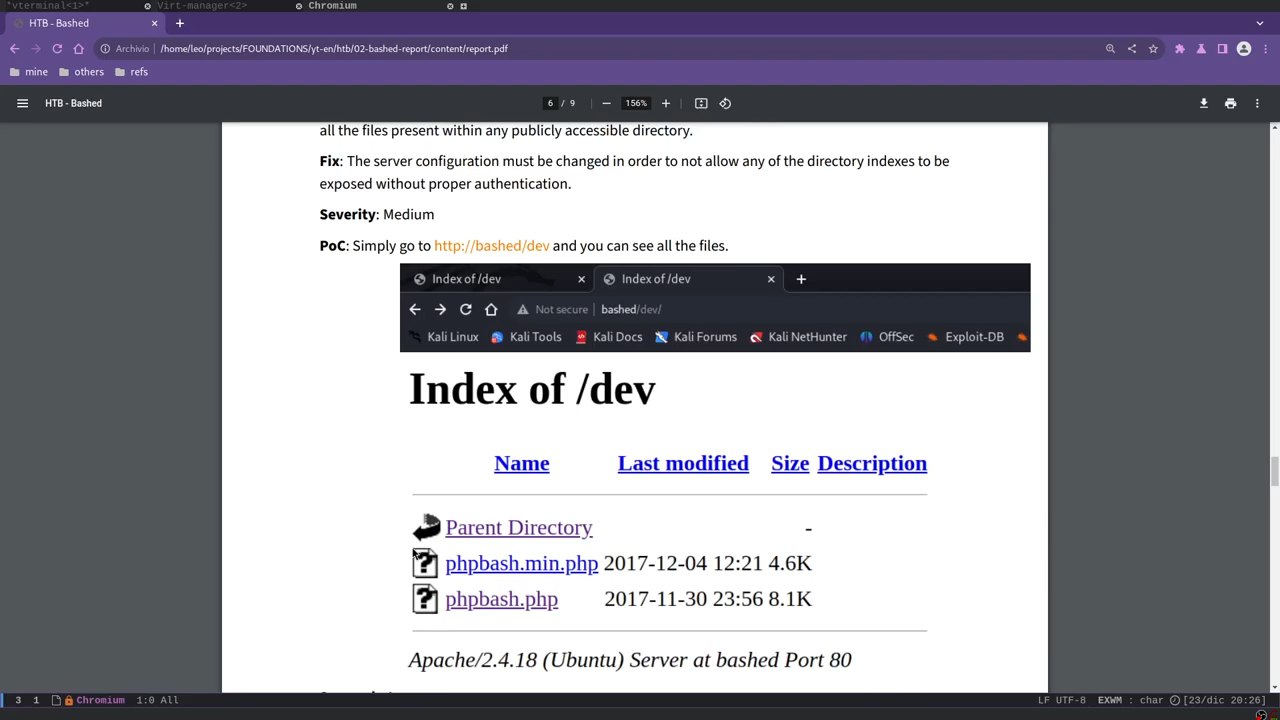 *vterminal<1>*
Virt-manager<2>
Chromium
HTB - Bashed
Archivio /home/leo/projects/FOUNDATIONS/yt-en/htb/02-bashed-report/content/report.pdf
mine others refs
HTB - Bashed
6 / 9
156%
all the files present within any publicly accessible directory.
Fix: The server configuration must be changed in order to not allow any of the directory indexes to be
exposed without proper authentication.
Severity: Medium
PoC: Simply go to http://bashed/dev and you can see all the files.
Index of /dev
Index of /dev
Not secure bashed/dev/
Kali Linux Kali Tools Kali Docs Kali Forums Kali NetHunter OffSec Exploit-DB
Index of /dev
Name Last modified Size Description
Parent Directory -
phpbash.min.php 2017-12-04 12:21 4.6K
phpbash.php 2017-11-30 23:56 8.1K
Apache/2.4.18 (Ubuntu) Server at bashed Port 80
3 1 Chromium 1:0 All
LF UTF-8 EXWM : char [23/dic 20:26]